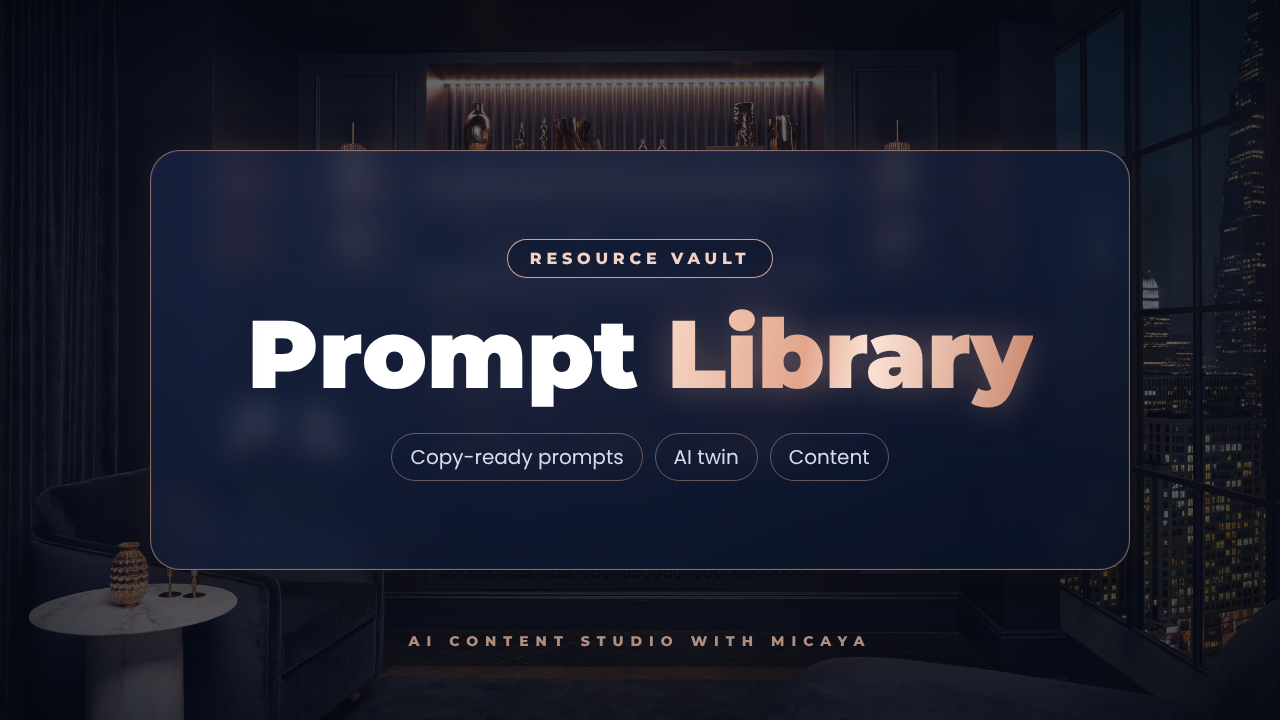 RESOURCE VAULT
Prompt Library
Copy-ready prompts AI twin Content
AI CONTENT STUDIO WITH MICAYA